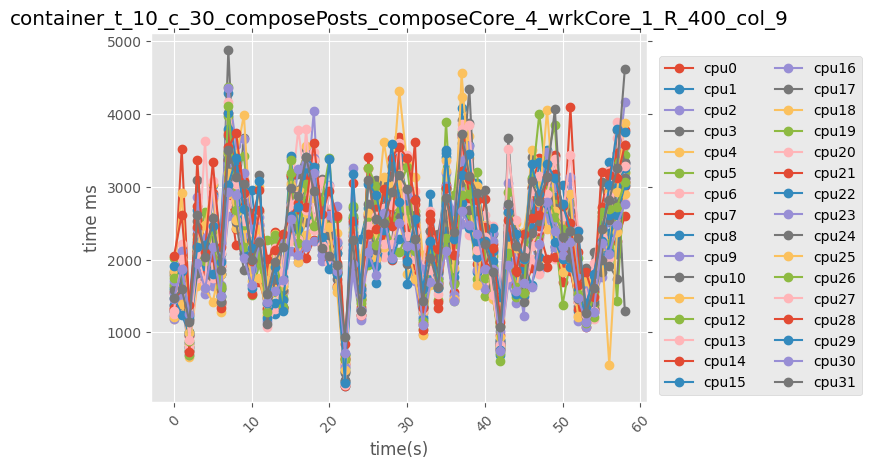 container_t_10_c_30_composePosts_composeCore_4_wrkCore_1_R_400_col_9
5000
4000
3000
2000
1000
time ms
0
10
20
30
40
50
60
time(s)
cpu0
cpu1
cpu2
cpu3
cpu4
cpu5
cpu6
cpu7
cpu8
cpu9
cpu10
cpu11
cpu12
cpu13
cpu14
cpu15
cpu16
cpu17
cpu18
cpu19
cpu20
cpu21
cpu22
cpu23
cpu24
cpu25
cpu26
cpu27
cpu28
cpu29
cpu30
cpu31